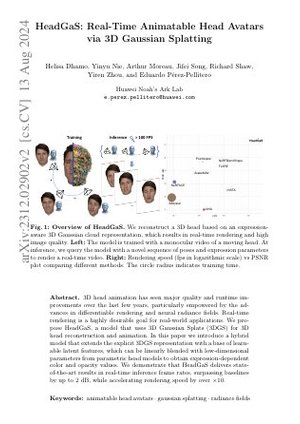 HeadGaS: Real-Time Animatable Head Avatars
via 3D Gaussian Splatting
Helisa Dhamo, Yinyu Nie, Arthur Moreau, Jifei Song, Richard Shaw,
Yiren Zhou, and Eduardo Pérez-Pellitero
Huawei Noah's Ark Lab
e.perez.pellitero@huawei.com
arXiv:2312.02902v2 [cs.CV] 13 Aug 2024
Training
Inference
> 100 FPS
Fig. 1: Overview of HeadGaS. We reconstruct a 3D head based on an expression-
aware 3D Gaussian cloud representation, which results in real-time rendering and high
image quality. Left: The model is trained with a monocular video of a moving head. At
inference, we query the model with a novel sequence of poses and expression parameters
to render a real-time video. Right: Rendering speed (fps in logarithmic scale) vs PSNR
plot comparing different methods. The circle radius indicates training time.
Abstract. 3D head animation has seen major quality and runtime im-
provements over the last few years, particularly empowered by the ad-
vances in differentiable rendering and neural radiance fields. Real-time
rendering is a highly desirable goal for real-world applications. We pro-
pose HeadGaS, a model that uses 3D Gaussian Splats (3DGS) for 3D
head reconstruction and animation. In this paper we introduce a hybrid
model that extends the explicit 3DGS representation with a base of learn-
able latent features, which can be linearly blended with low-dimensional
parameters from parametric head models to obtain expression-dependent
color and opacity values. We demonstrate that HeadGaS delivers state-
of-the-art results in real-time inference frame rates, surpassing baselines
by up to 2 dB, while accelerating rendering speed by over ×10.
Keywords: animatable head avatars · gaussian splatting · radiance fields